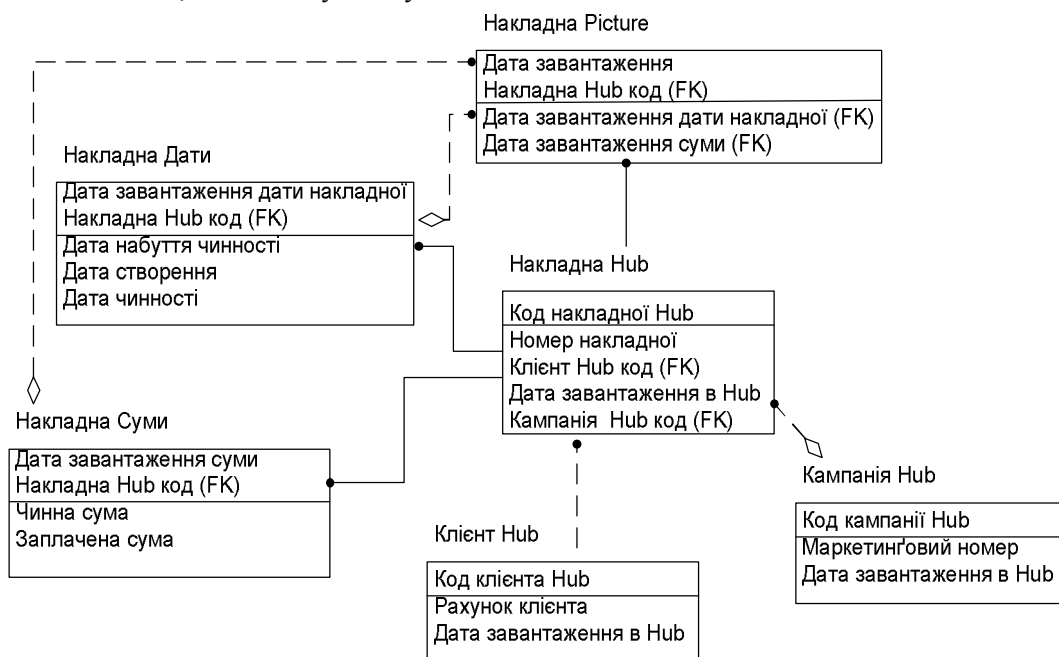 Накладна Picture
Дата завантаження
Накладна Hub код (FK)
Дата завантаження дати накладної (FK)
Дата завантаження суми (FK)
Накладна Дати
Дата завантаження дати накладної
Накладна Hub код (FK)
Дата набуття чинності
Дата створення
Дата чинності
Накладна Hub
Код накладної Hub
Номер накладної
Клієнт Hub код (FK)
Дата завантаження в Hub
Кампанія Hub код (FK)
Накладна Суми
Дата завантаження суми
Накладна Hub код (FK)
Чинна сума
Заплачена сума
Клієнт Hub
Код клієнта Hub
Рахунок клієнта
Дата завантаження в Hub
Кампанія Hub
Код кампанії Hub
Маркетинґовий номер
Дата завантаження в Hub